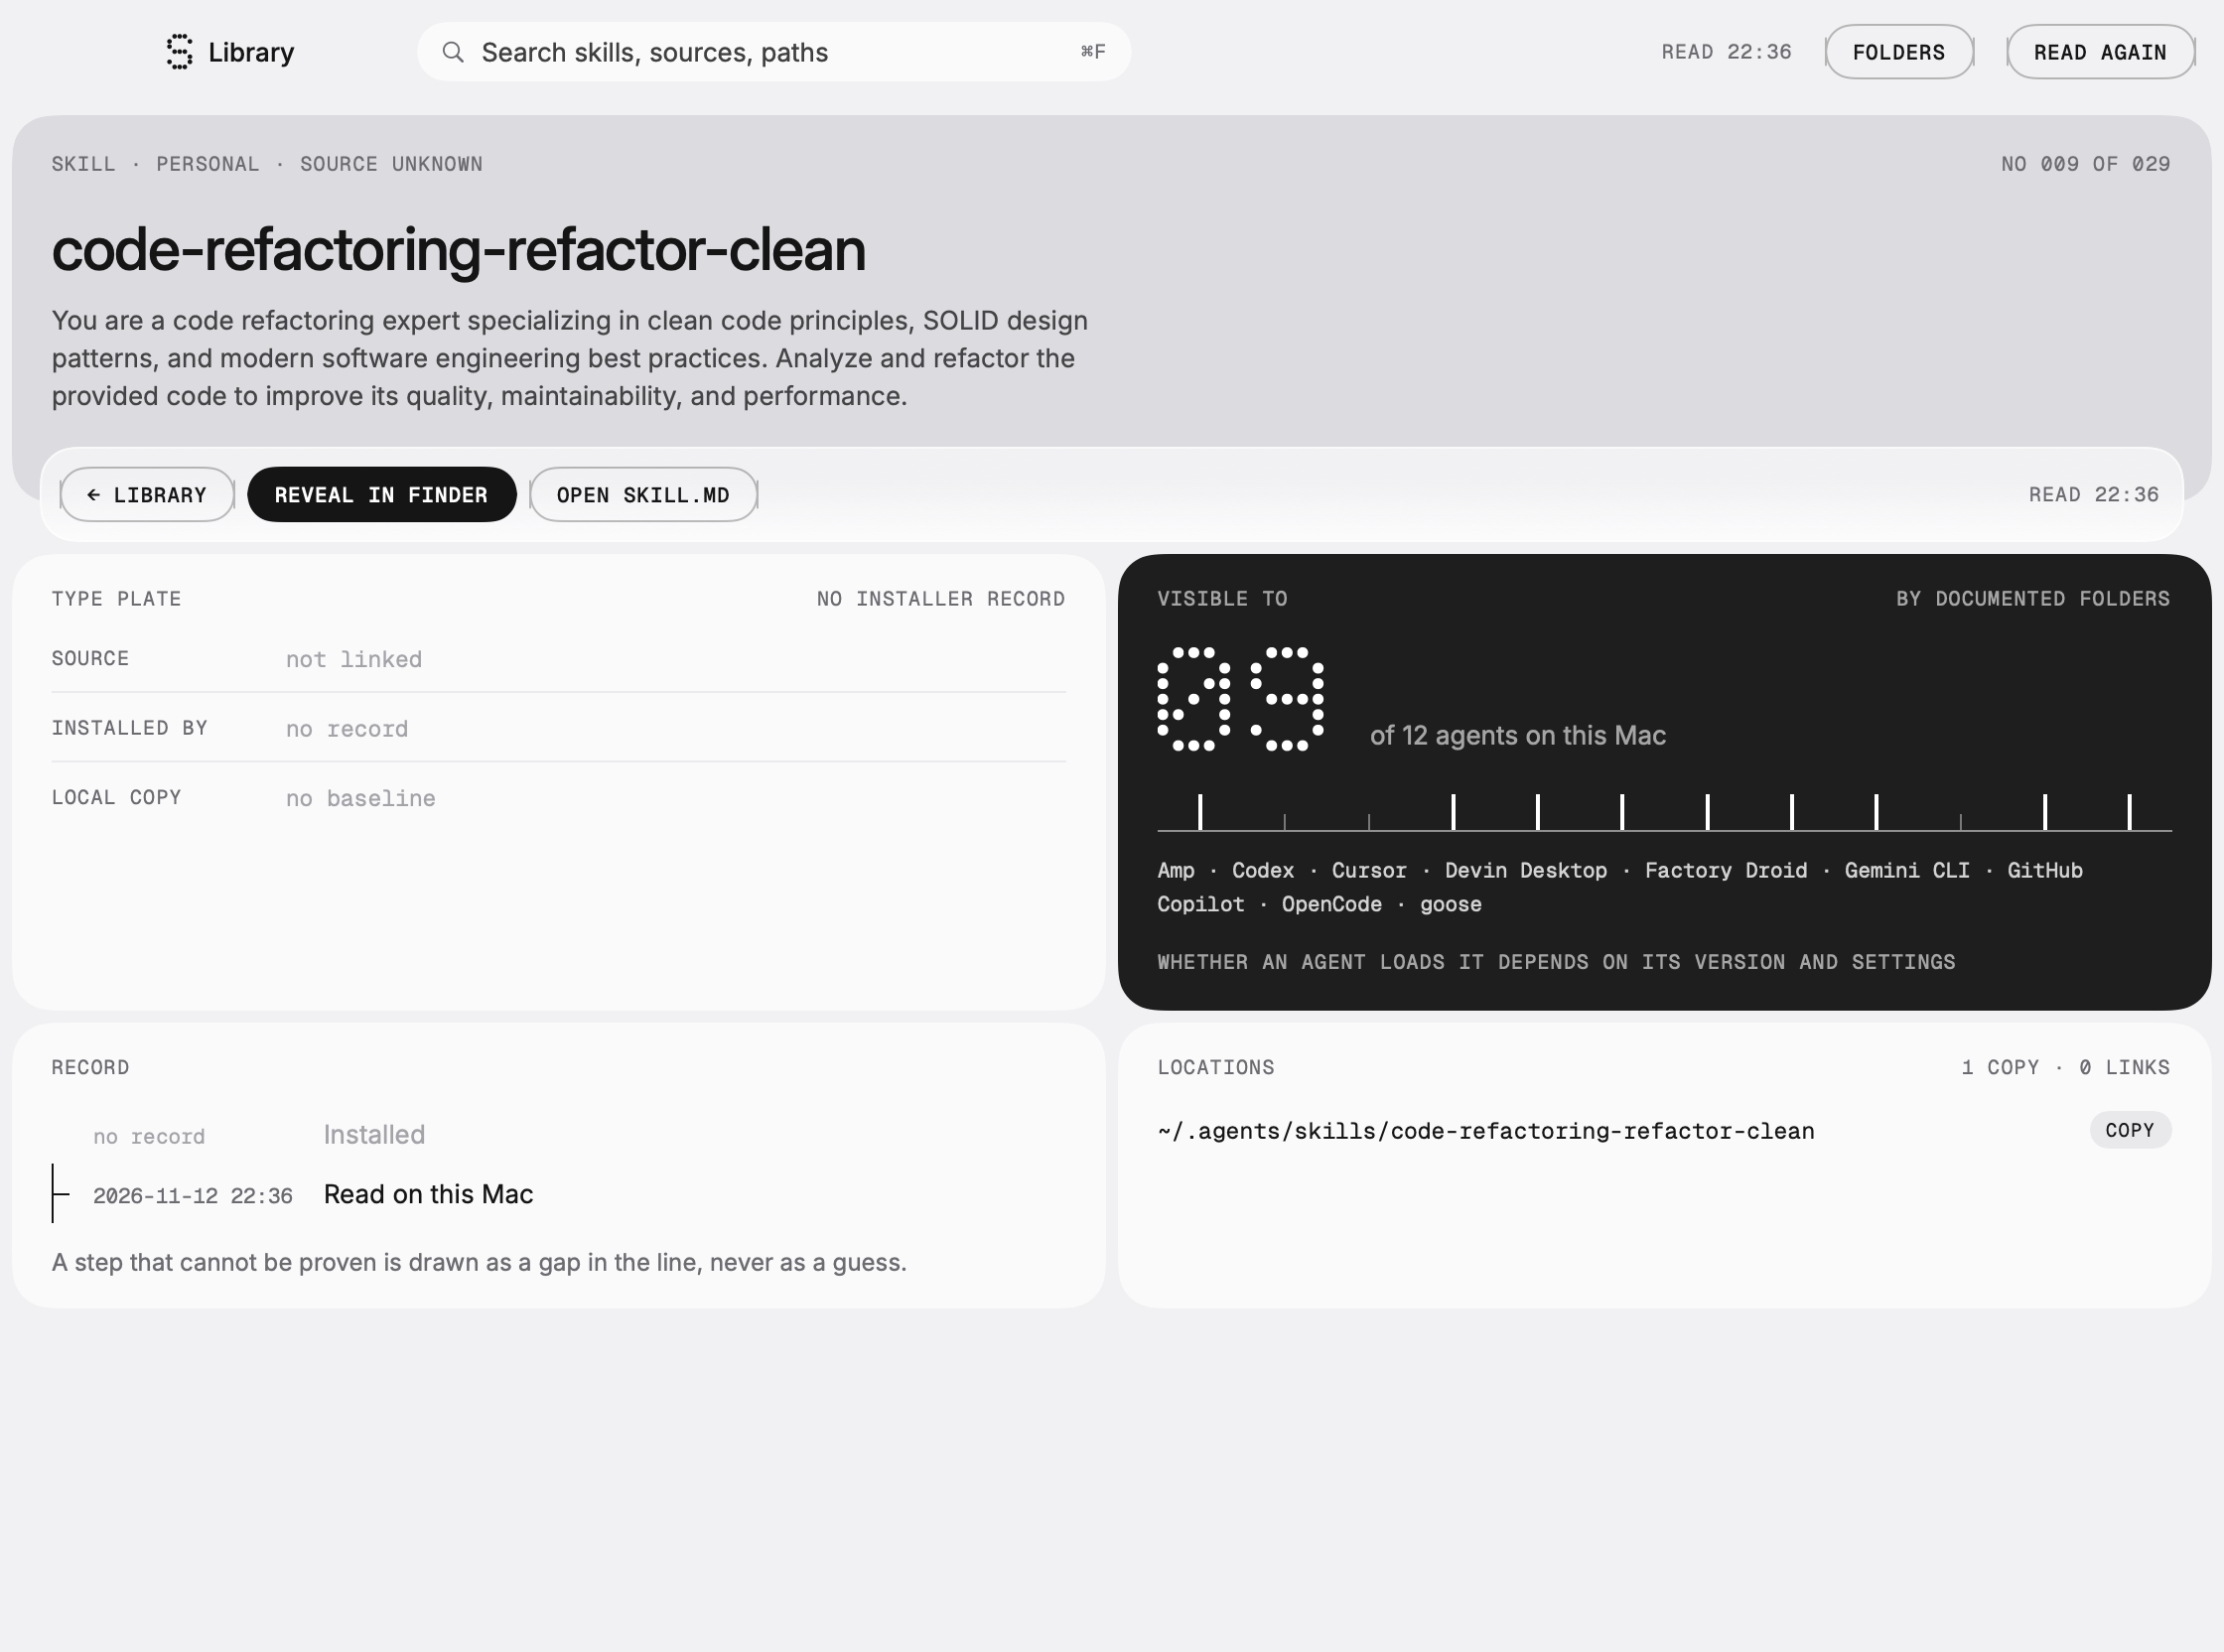 Library
Search skills, sources, paths
⌘F
READ 22:36
FOLDERS
READ AGAIN
SKILL · PERSONAL · SOURCE UNKNOWN
NO 009 OF 029
code-refactoring-refactor-clean
You are a code refactoring expert specializing in clean code principles, SOLID design
patterns, and modern software engineering best practices. Analyze and refactor the
provided code to improve its quality, maintainability, and performance.
← LIBRARY
REVEAL IN FINDER
OPEN SKILL.MD
READ 22:36
TYPE PLATE
NO INSTALLER RECORD
SOURCE
not linked
INSTALLED BY
no record
LOCAL COPY
no baseline
VISIBLE TO
BY DOCUMENTED FOLDERS
09
of 12 agents on this Mac
Amp · Codex · Cursor · Devin Desktop · Factory Droid · Gemini CLI · GitHub
Copilot · OpenCode · goose
WHETHER AN AGENT LOADS IT DEPENDS ON ITS VERSION AND SETTINGS
RECORD
no record
Installed
2026-11-12 22:36
Read on this Mac
A step that cannot be proven is drawn as a gap in the line, never as a guess.
LOCATIONS
1 COPY · 0 LINKS
~/.agents/skills/code-refactoring-refactor-clean
COPY